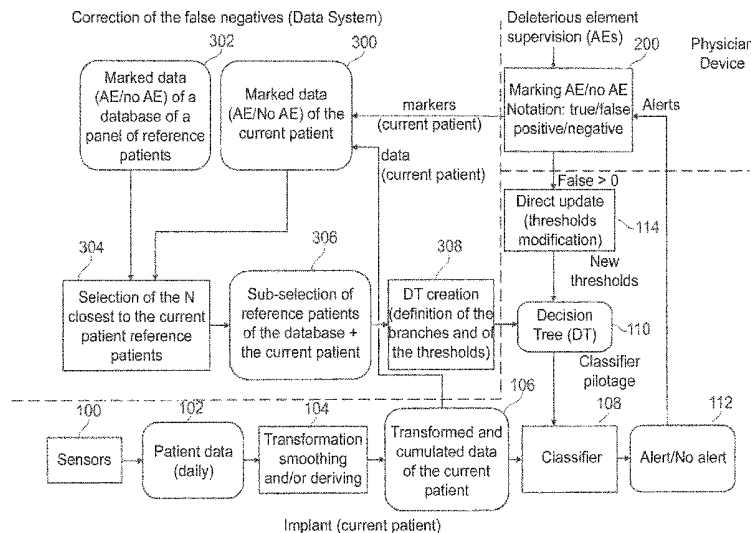 Correction of the false negatives (Data System)
Deleterious element
supervision (AEs)
Physician
Device
302
Marked data
(AE/no AE) of a
database of a
panel of reference
patients
300
Marked data
(AE/No AE) of the
current patient
markers
(current patient)
data
(current patient)
200
Marking AE/no AE
Notation: true/false
positive/negative
Alerts
False > 0
Direct update
(thresholds
modification)
114
New
thresholds
304
Selection of the N
closest to the current
patient reference
patients
306
Sub-selection of
reference patients
of the database +
the current patient
308
DT creation
(definition of the
branches and of
the thresholds)
Decision
Tree (DT)
110
Classifier
pilotage
100
Sensors
102
Patient data
(daily)
104
Transformation
smoothing
and/or deriving
106
Transformed and
cumulated data
of the current
patient
108
Classifier
112
Alert/No alert
Implant (current patient)